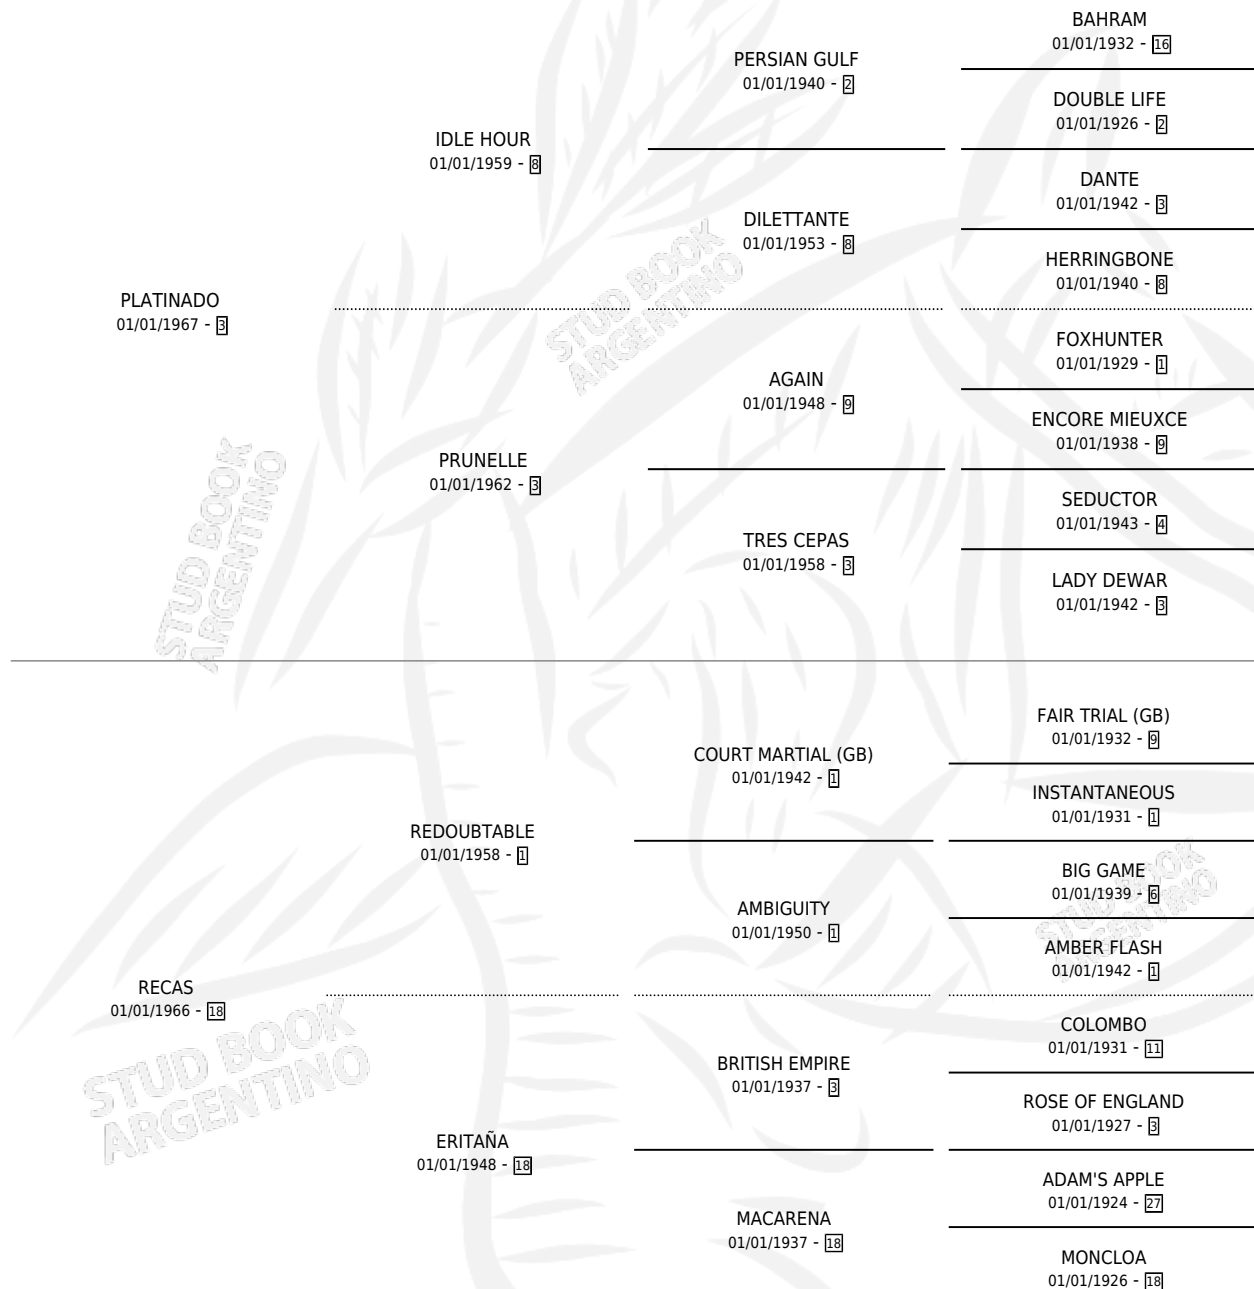 BAHRAM
01/01/1932 - 16
PERSIAN GULF
01/01/1940 - 2
DOUBLE LIFE
01/01/1926 - 2
IDLE HOUR
01/01/1959 - 8
DANTE
01/01/1942 - 3
DILETTANTE
01/01/1953 - 8
HERRINGBONE
01/01/1940 - 8
PLATINADO
01/01/1967 - 3
FOXHUNTER
01/01/1929 - 1
AGAIN
01/01/1948 - 9
ENCORE MIEUXCE
01/01/1938 - 9
PRUNELLE
01/01/1962 - 3
SEDUCTOR
01/01/1943 - 4
TRES CEPAS
01/01/1958 - 3
LADY DEWAR
01/01/1942 - 3
FAIR TRIAL (GB)
01/01/1932 - 9
COURT MARTIAL (GB)
01/01/1942 - 1
INSTANTANEOUS
01/01/1931 - 1
REDOUBTABLE
01/01/1958 - 1
BIG GAME
01/01/1939 - 6
AMBIGUITY
01/01/1950 - 1
AMBER FLASH
01/01/1942 - 1
RECAS
01/01/1966 - 18
COLOMBO
01/01/1931 - 11
BRITISH EMPIRE
01/01/1937 - 3
ROSE OF ENGLAND
01/01/1927 - 3
ERITAÑA
01/01/1948 - 18
ADAM'S APPLE
01/01/1924 - 27
MACARENA
01/01/1937 - 18
MONCLOA
01/01/1926 - 18
STUD BOOK
ARGENTINO
STUD BOOK
ARGENTINO
STUD BOOK
ARGENTINO
STUD BOOK
ARGENTINO